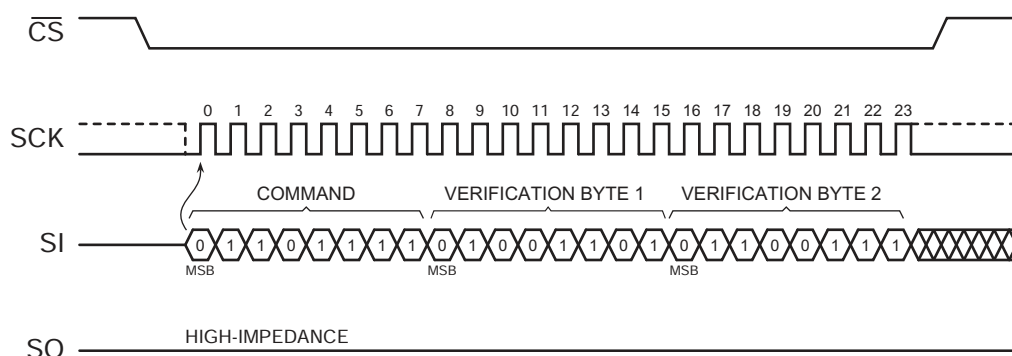 CS
0 1 2 3 4 5 6 7 8 9 10 11 12 13 14 15 16 17 18 19 20 21 22 23
SCK
COMMAND VERIFICATION BYTE 1 VERIFICATION BYTE 2
SI 0 1 1 0 1 1 1 1 0 1 0 0 1 1 0 1 0 1 1 0 0 1 1 1
MSB MSB MSB
HIGH-IMPEDANCE
SO